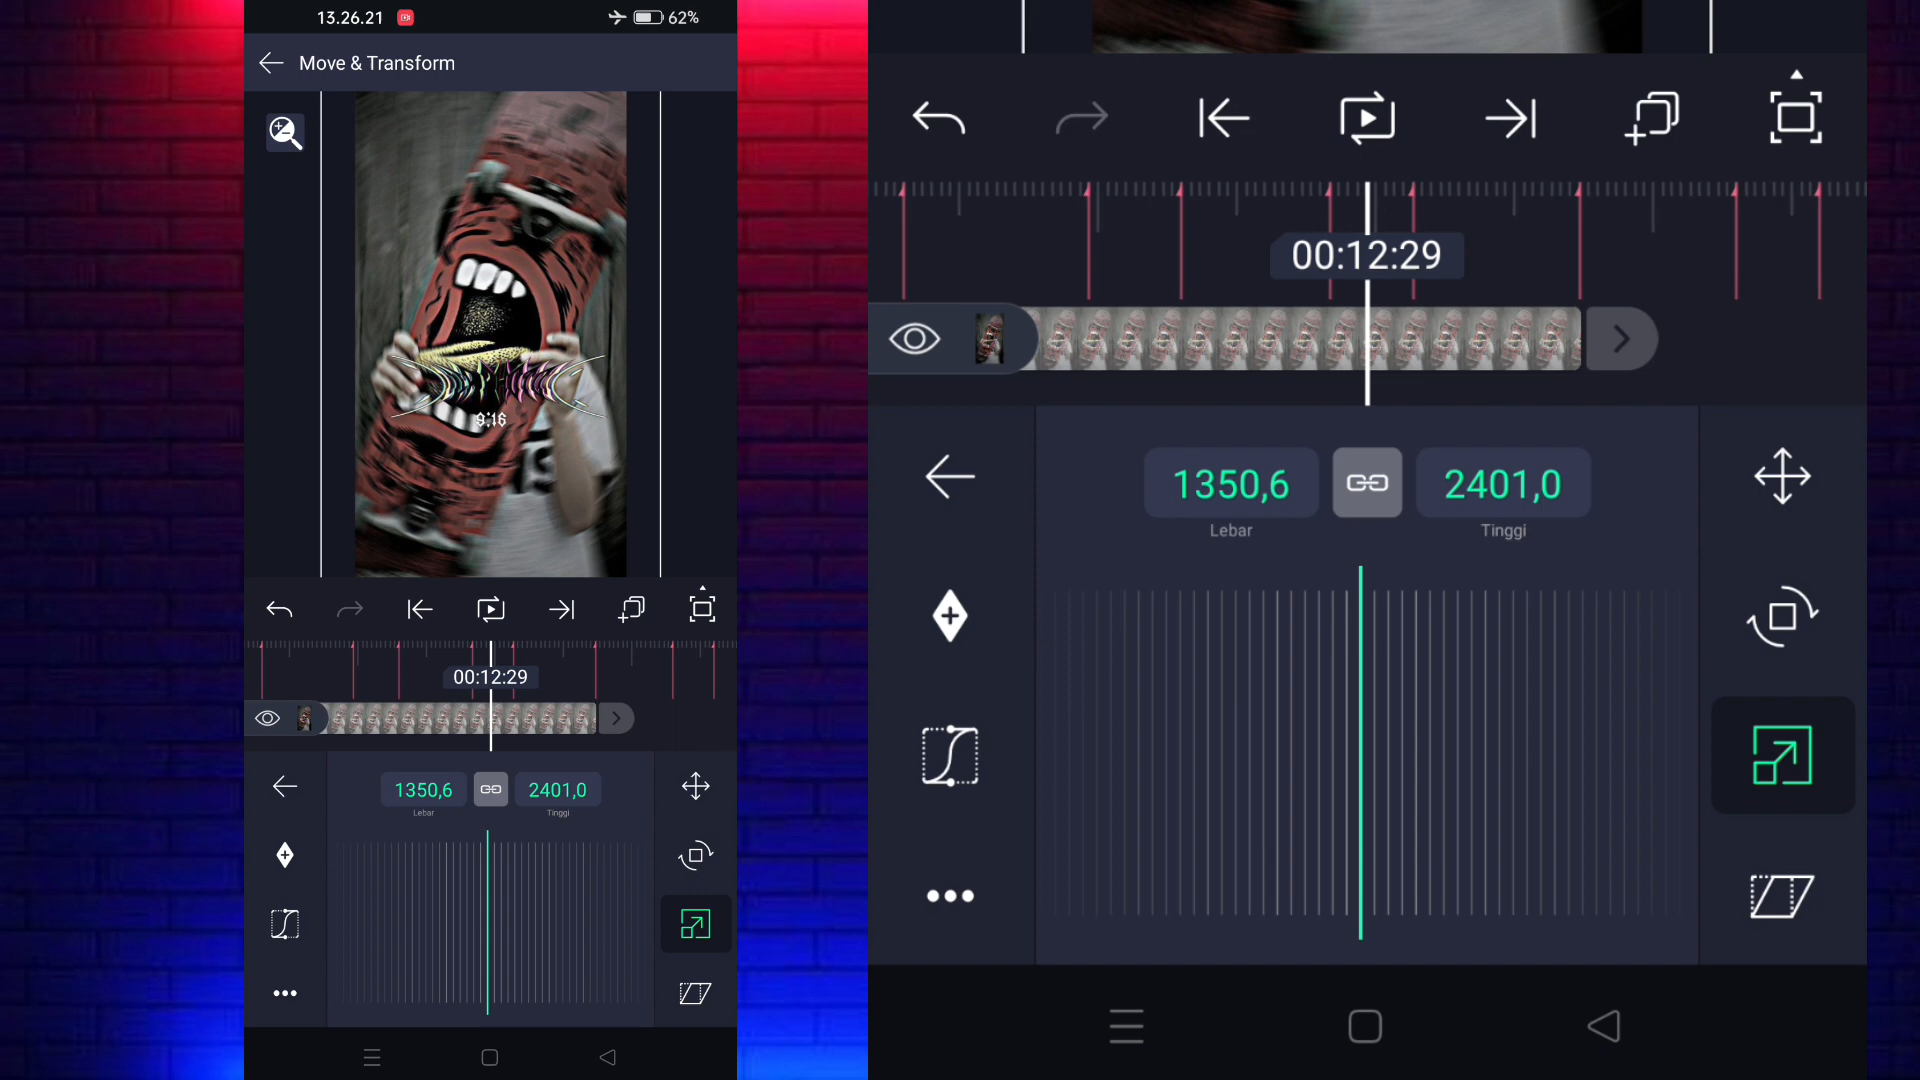 13.26.21
62%
Move & Transform
9:16
00:12:29
1350,6
2401,0
Lebar
Tinggi
00:12:29
1350,6
2401,0
Lebar
Tinggi